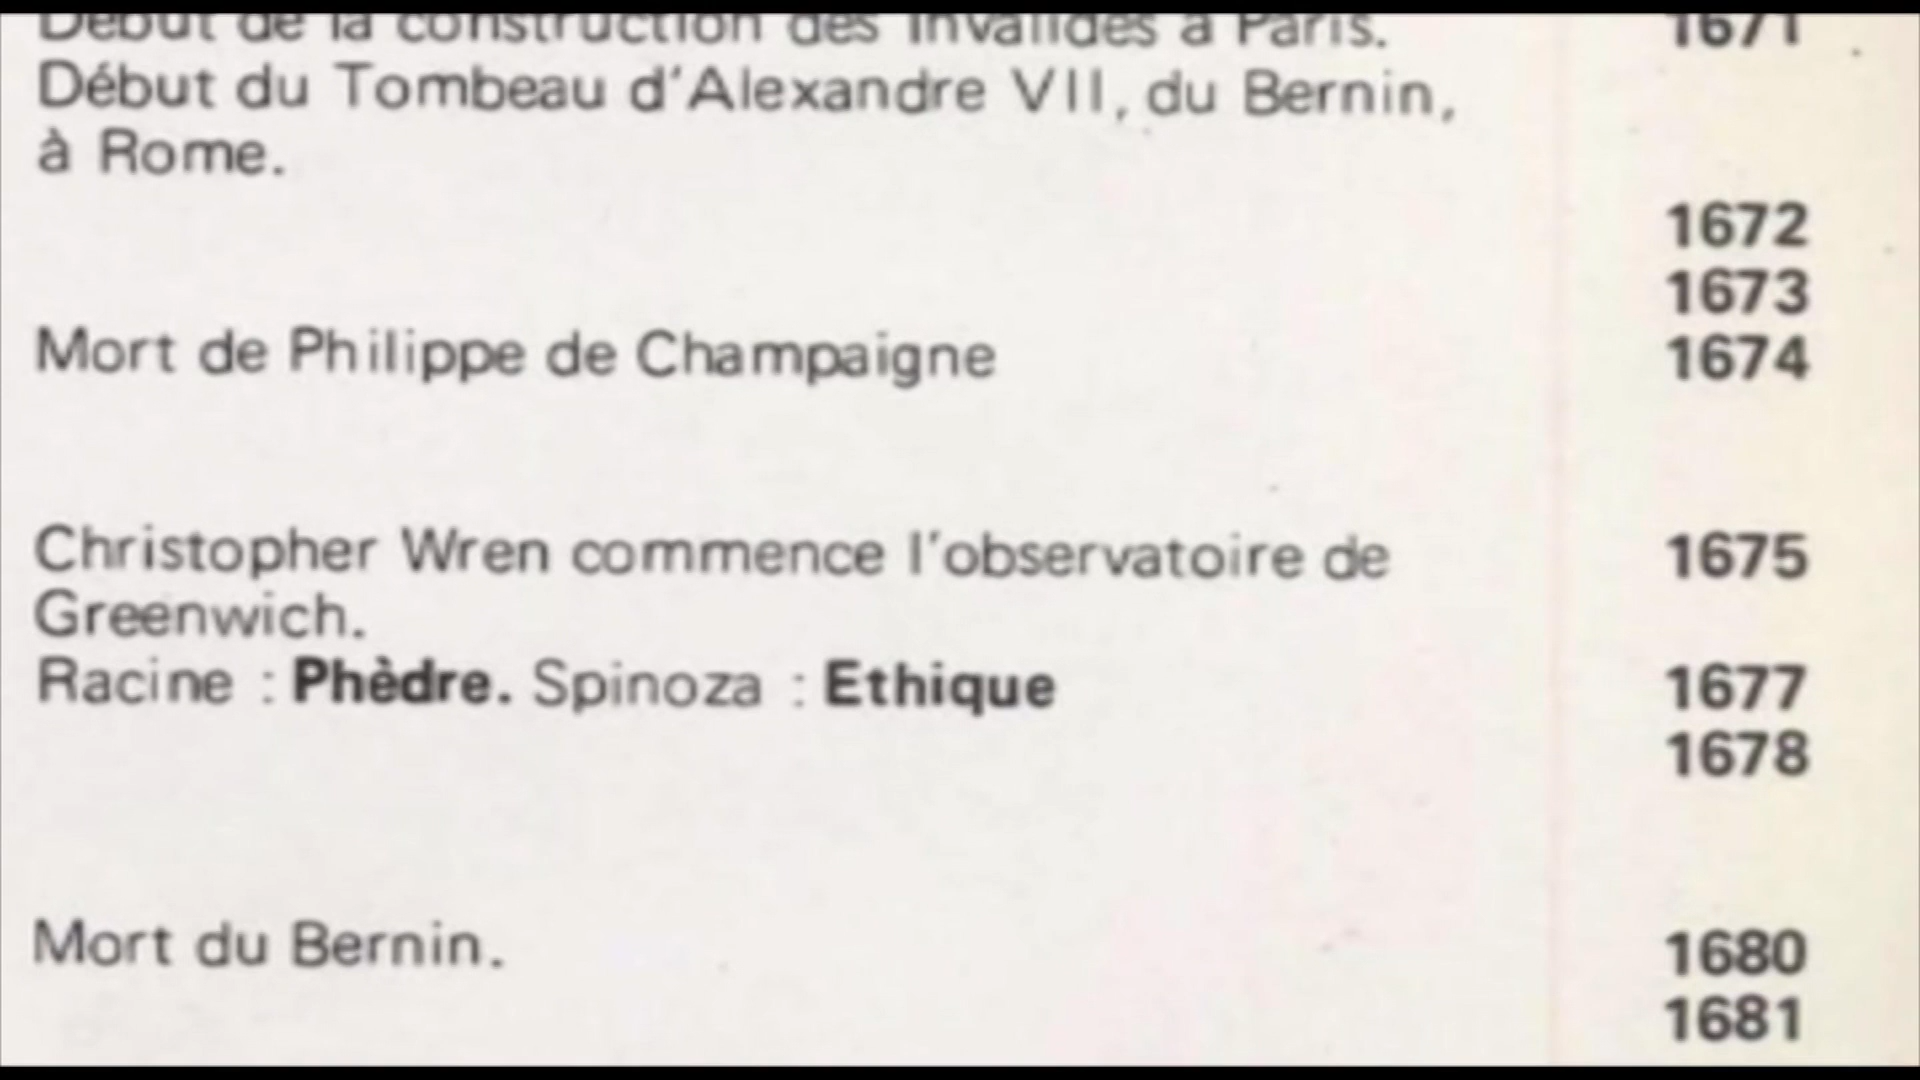 Début de la construction des Invalides à Paris. 1671
Début du Tombeau d'Alexandre VII, du Bernin,
à Rome.
1672
1673
Mort de Philippe de Champaigne 1674
Christopher Wren commence l'observatoire de 1675
Greenwich.
Racine : Phèdre. Spinoza : Ethique 1677
1678
Mort du Bernin. 1680
1681